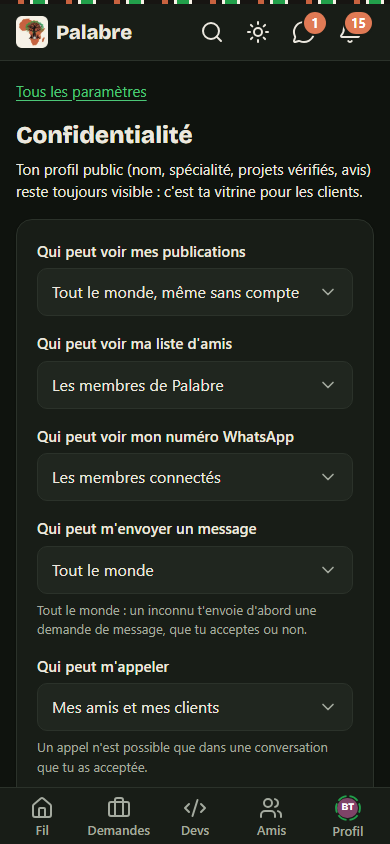 Palabre
1
15
Tous les paramètres
Confidentialité
Ton profil public (nom, spécialité, projets vérifiés, avis)
reste toujours visible : c'est ta vitrine pour les clients.
Qui peut voir mes publications
Tout le monde, même sans compte
Qui peut voir ma liste d'amis
Les membres de Palabre
Qui peut voir mon numéro WhatsApp
Les membres connectés
Qui peut m'envoyer un message
Tout le monde
Tout le monde : un inconnu t'envoie d'abord une
demande de message, que tu acceptes ou non.
Qui peut m'appeler
Mes amis et mes clients
Un appel n'est possible que dans une conversation
que tu as acceptée.
BT
Fil
Demandes
Devs
Amis
Profil